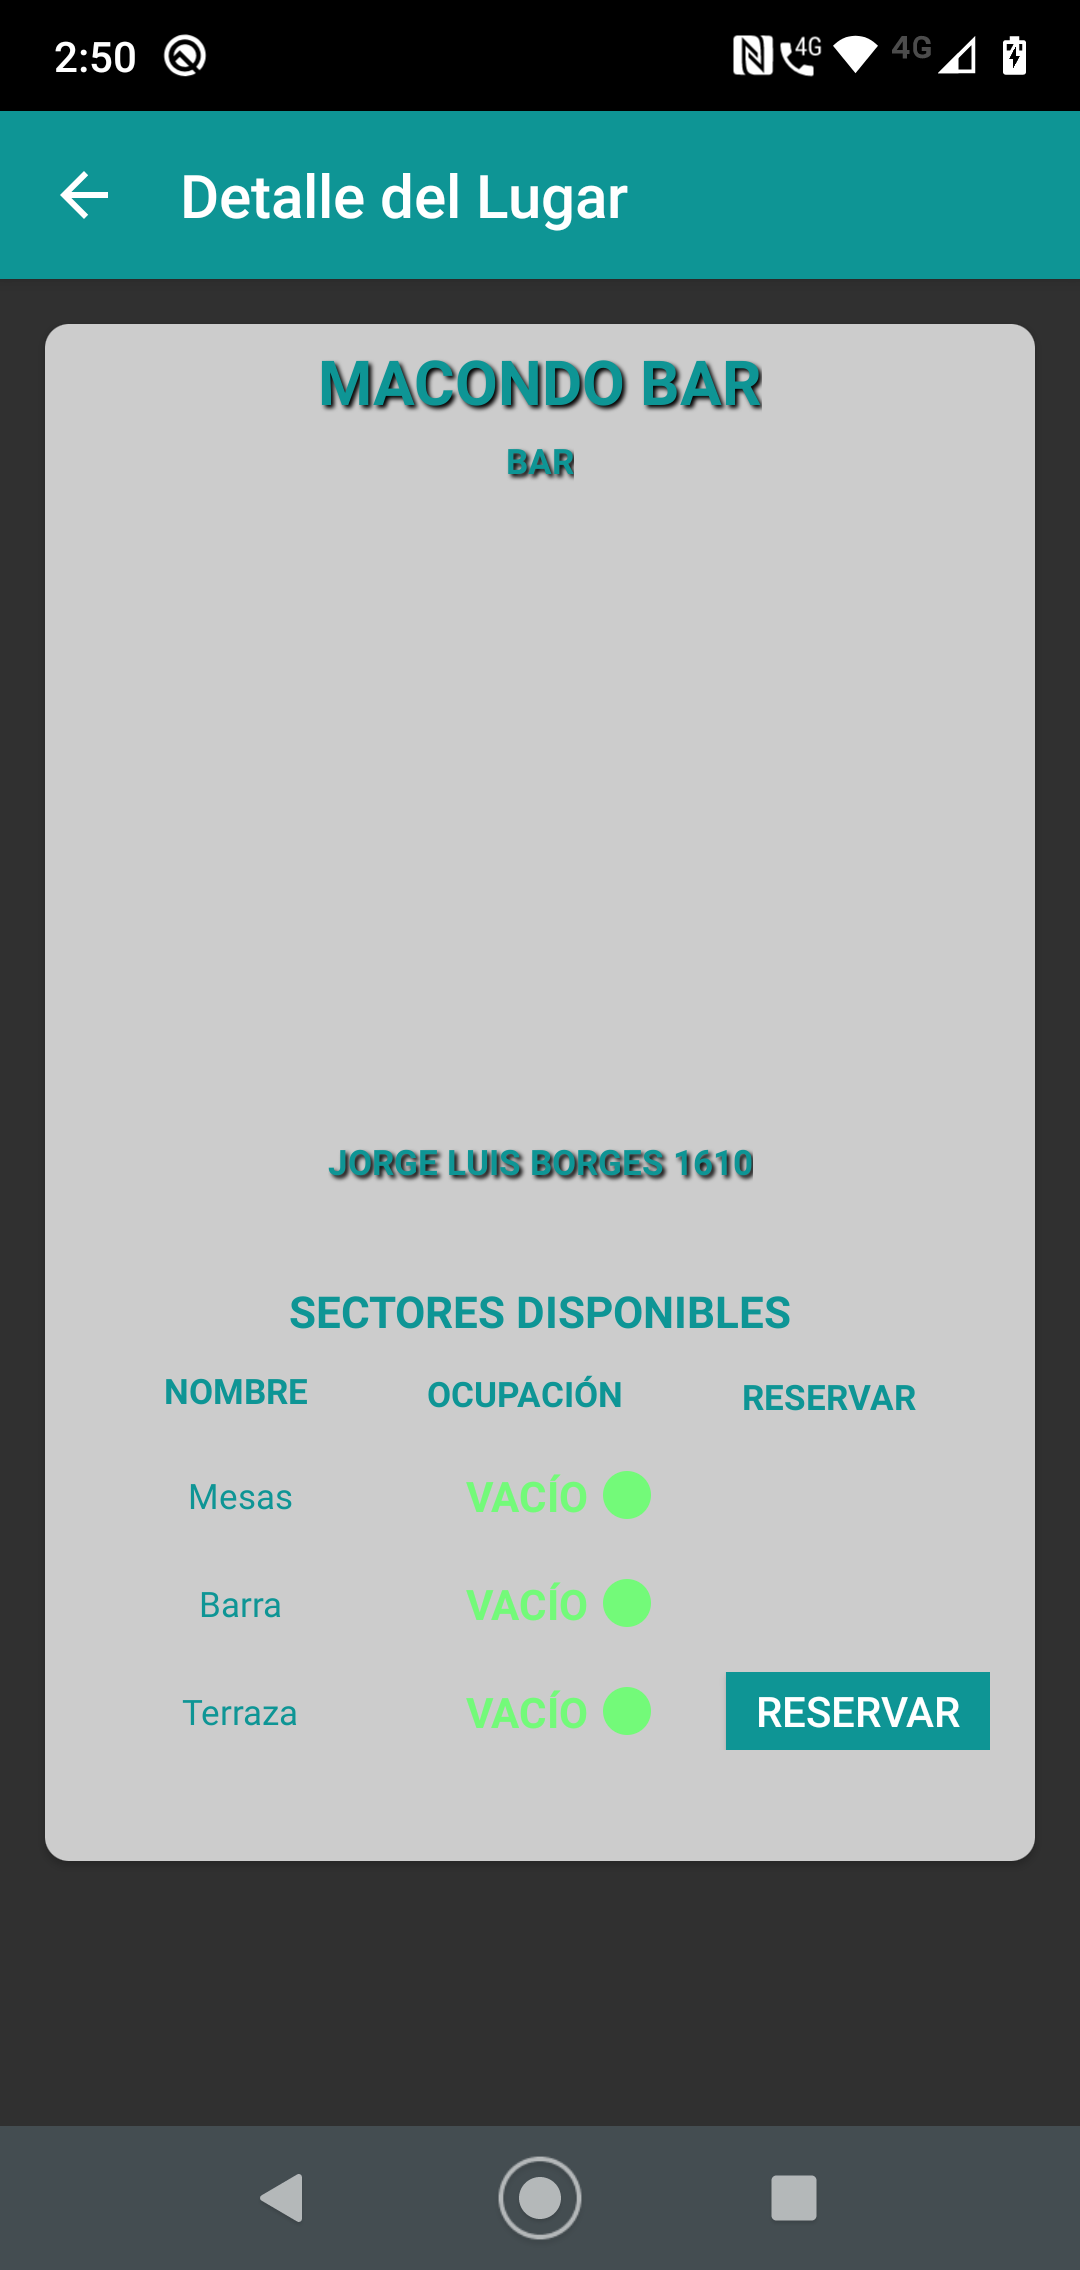 2:50 4G 4G
Detalle del Lugar
MACONDO BAR
BAR
JORGE LUIS BORGES 1610
SECTORES DISPONIBLES
NOMBRE OCUPACIÓN RESERVAR
Mesas VACÍO
Barra VACÍO
Terraza VACÍO RESERVAR